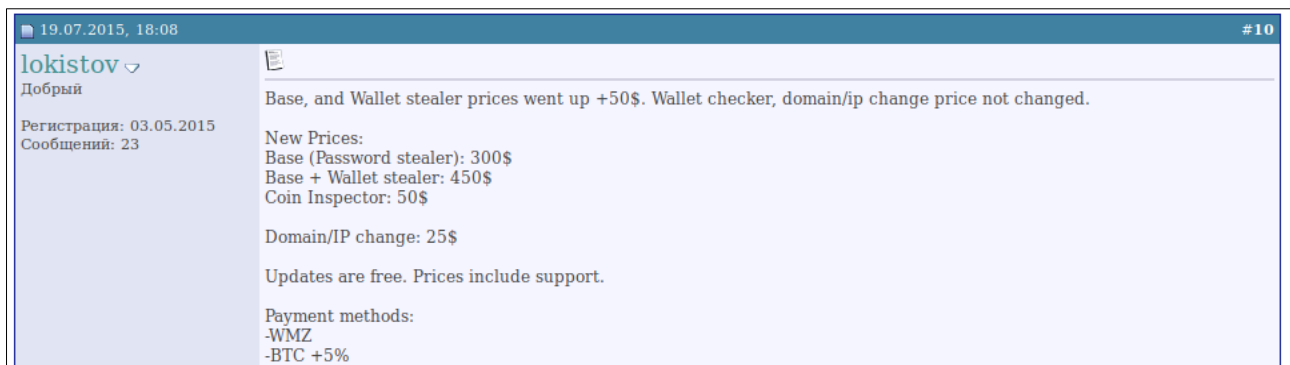 19.07.2015, 18:08
#10
lokistov
Добрый
Регистрация: 03.05.2015
Сообщений: 23
Base, and Wallet stealer prices went up +50$. Wallet checker, domain/ip change price not changed.
New Prices:
Base (Password stealer): 300$
Base + Wallet stealer: 450$
Coin Inspector: 50$
Domain/IP change: 25$
Updates are free. Prices include support.
Payment methods:
-WMZ
-BTC +5%